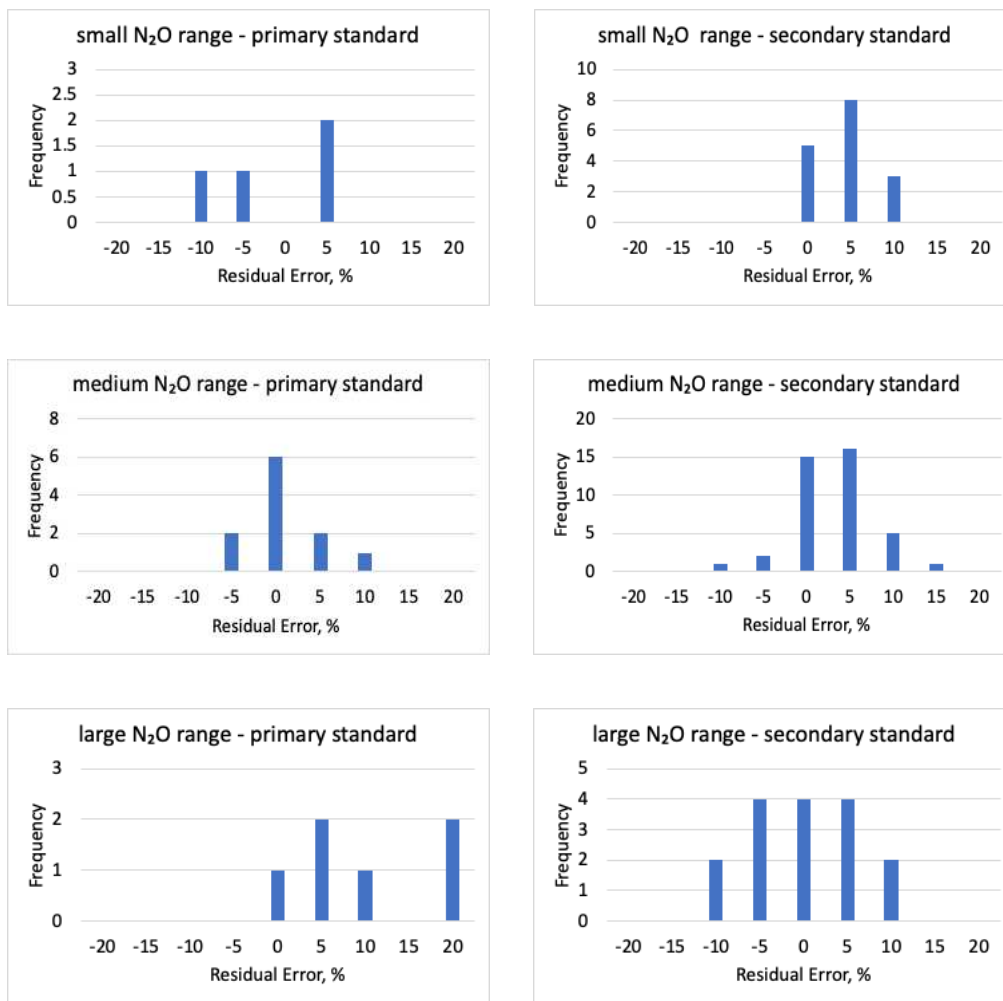 small N₂O range - primary standard
3
2.5
2
1.5
1
0.5
0
Frequency
-20 -15 -10 -5 0 5 10 15 20
Residual Error, %
small N₂O range - secondary standard
10
8
6
4
2
0
Frequency
-20 -15 -10 -5 0 5 10 15 20
Residual Error, %
medium N₂O range - primary standard
8
6
4
2
0
Frequency
-20 -15 -10 -5 0 5 10 15 20
Residual Error, %
medium N₂O range - secondary standard
20
15
10
5
0
Frequency
-20 -15 -10 -5 0 5 10 15 20
Residual Error, %
large N₂O range - primary standard
3
2
1
0
Frequency
-20 -15 -10 -5 0 5 10 15 20
Residual Error, %
large N₂O range - secondary standard
5
4
3
2
1
0
Frequency
-20 -15 -10 -5 0 5 10 15 20
Residual Error, %